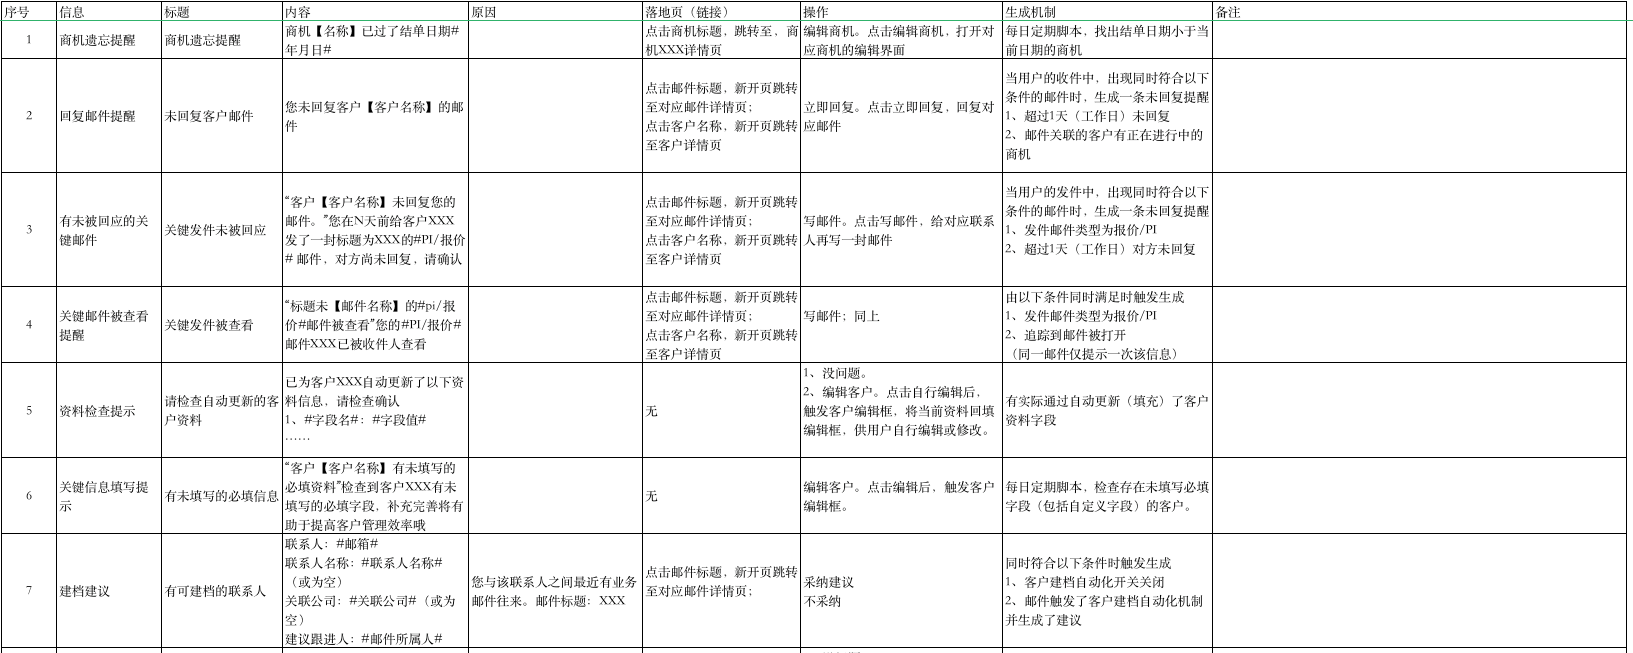 序号 信息 标题 内容 原因 落地页（链接） 操作 生成机制 备注
1
商机遗忘提醒
商机遗忘提醒
商机【名称】已过了结单日期#
年月日#
点击商机标题，跳转至，商
机XXX详情页
编辑商机。点击编辑商机，打开对
应商机的编辑界面
每日定期脚本，找出结单日期小于当
前日期的商机
2
回复邮件提醒
未回复客户邮件
您未回复客户【客户名称】的邮
件
点击邮件标题，新开页跳转
至对应邮件详情页；
点击客户名称，新开页跳转
至客户详情页
立即回复。点击立即回复，回复对
应邮件
当用户的收件中，出现同时符合以下
条件的邮件时，生成一条未回复提醒
1、超过1天（工作日）未回复
2、邮件关联的客户有正在进行中的
商机
3
有未被回应的关
键邮件
关键发件未被回应
“客户【客户名称】未回复您的
邮件。”您在N天前给客户XXX
发了一封标题为XXX的#PI/报价
# 邮件，对方尚未回复，请确认
点击邮件标题，新开页跳转
至对应邮件详情页；
点击客户名称，新开页跳转
至客户详情页
写邮件。点击写邮件，给对应联系
人再写一封邮件
当用户的发件中，出现同时符合以下
条件的邮件时，生成一条未回复提醒
1、发件邮件类型为报价/PI
2、超过1天（工作日）对方未回复
4
关键邮件被查看
提醒
关键发件被查看
“标题未【邮件名称】的#pi/报
价#邮件被查看”您的#PI/报价#
邮件XXX已被收件人查看
点击邮件标题，新开页跳转
至对应邮件详情页；
点击客户名称，新开页跳转
至客户详情页
写邮件；同上
由以下条件同时满足时触发生成
1、发件邮件类型为报价/PI
2、追踪到邮件被打开
（同一邮件仅提示一次该信息）
5
资料检查提示
请检查自动更新的客
户资料
已为客户XXX自动更新了以下资
料信息，请检查确认
1、#字段名#：#字段值#
……
无
1、没问题。
2、编辑客户。点击自行编辑后，
触发客户编辑框，将当前资料回填
编辑框，供用户自行编辑或修改。
有实际通过自动更新（填充）了客户
资料字段
6
关键信息填写提
示
有未填写的必填信息
“客户【客户名称】有未填写的
必填资料”检查到客户XXX有未
填写的必填字段，补充完善将有
助于提高客户管理效率哦
无
编辑客户。点击编辑后，触发客户
编辑框。
每日定期脚本，检查存在未填写必填
字段（包括自定义字段）的客户。
7
建档建议
有可建档的联系人
联系人：#邮箱#
联系人名称：#联系人名称#
（或为空）
关联公司：#关联公司#（或为
空）
建议跟进人：#邮件所属人#
您与该联系人之间最近有业务
邮件往来。邮件标题：XXX
点击邮件标题，新开页跳转
至对应邮件详情页；
采纳建议
不采纳
同时符合以下条件时触发生成
1、客户建档自动化开关关闭
2、邮件触发了客户建档自动化机制
并生成了建议